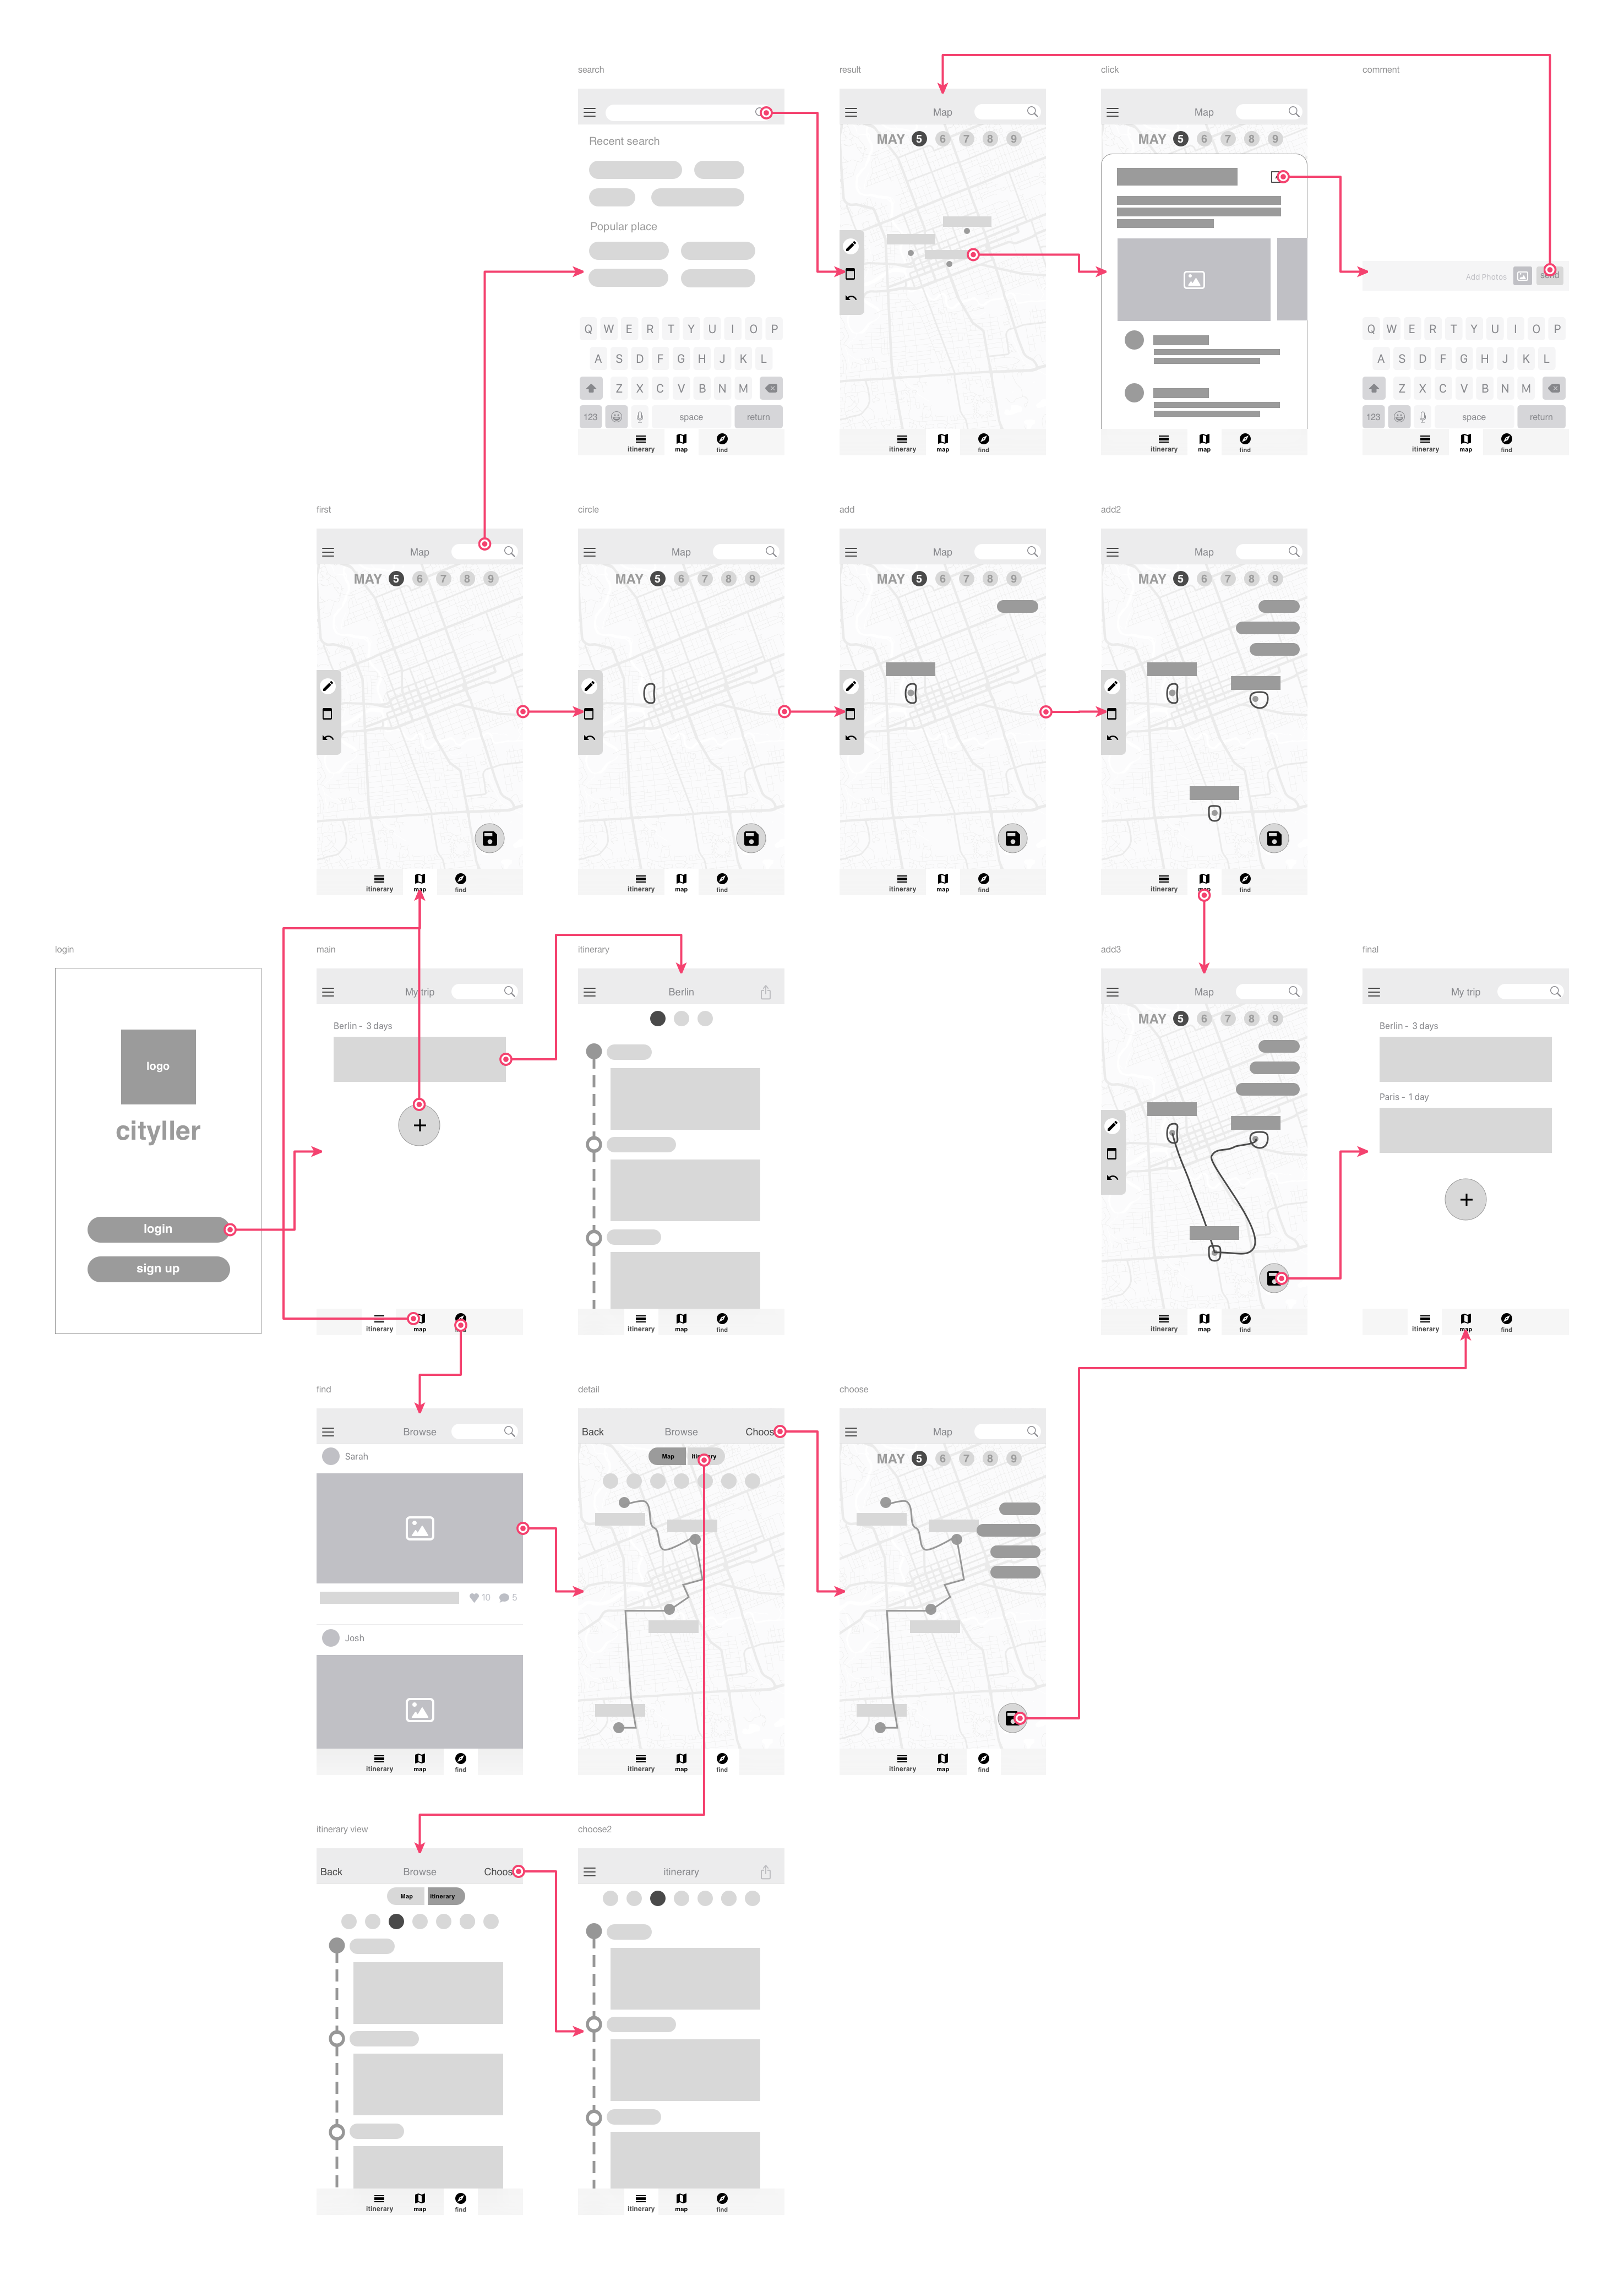 search
Recent search
Popular place
Q W E R T Y U I O P
A S D F G H J K L
Z X C V B N M
123 space return
itinerary map find
result
Map
MAY 5 6 7 8 9
itinerary map find
click
Map
MAY 5 6 7 8 9
itinerary map find
comment
Add Photos send
Q W E R T Y U I O P
A S D F G H J K L
Z X C V B N M
123 space return
itinerary map find
first
Map
MAY 5 6 7 8 9
itinerary map find
circle
Map
MAY 5 6 7 8 9
itinerary map find
add
Map
MAY 5 6 7 8 9
itinerary map find
add2
Map
MAY 5 6 7 8 9
itinerary map find
login
logo
cityller
login
sign up
main
My trip
Berlin - 3 days
itinerary map
itinerary
Berlin
itinerary map find
add3
Map
MAY 5 6 7 8 9
itinerary map find
final
My trip
Berlin - 3 days
Paris - 1 day
itinerary map find
find
Browse
Sarah
10 5
Josh
itinerary map find
detail
Back Browse Choos
Map itinerary
itinerary map find
choose
Map
MAY 5 6 7 8 9
itinerary map find
itinerary view
Back Browse Choos
Map itinerary
itinerary map find
choose2
itinerary
itinerary map find